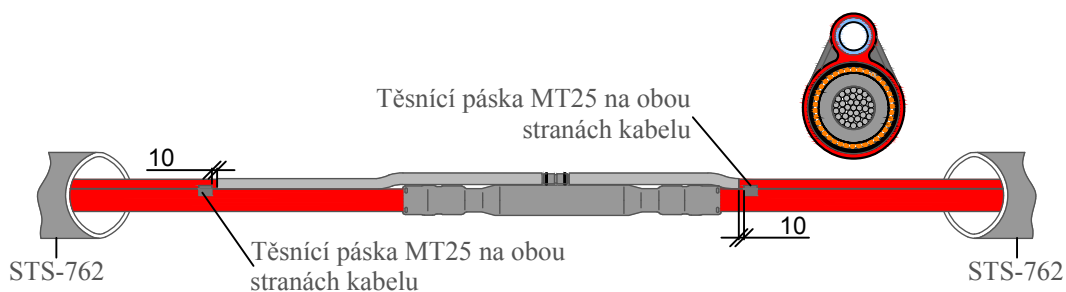 Těsnící páska MT25 na obou
stranách kabelu
10
10
Těsnící páska MT25 na obou
stranách kabelu
STS-762
STS-762